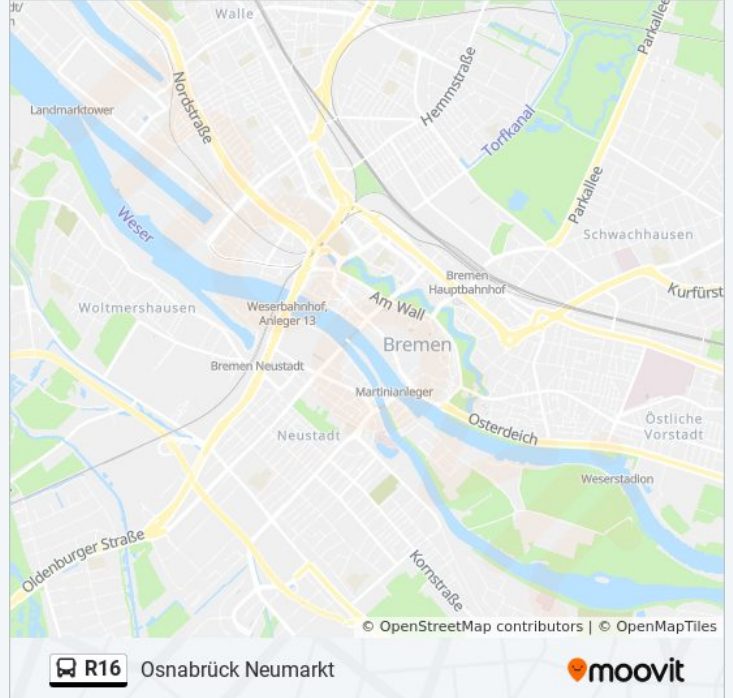 dt/
Walle
Parkallee
Hemmstraße
Nordstraße
Landmarktower
Torfkanal
Parkallee
Weser
Schwachhausen
Bremen
Hauptbahnhof
Kurfürst
Woltmershausen
Weserbahnhof,
Anleger 13
Am Wall
Bremen
Bremen Neustadt
Martinianleger
Osterdeich
Östliche
Vorstadt
Neustadt
Weserstadion
Oldenburger Straße
Kornstraße
© OpenStreetMap contributors | © OpenMapTiles
R16 Osnabrück Neumarkt
moovit